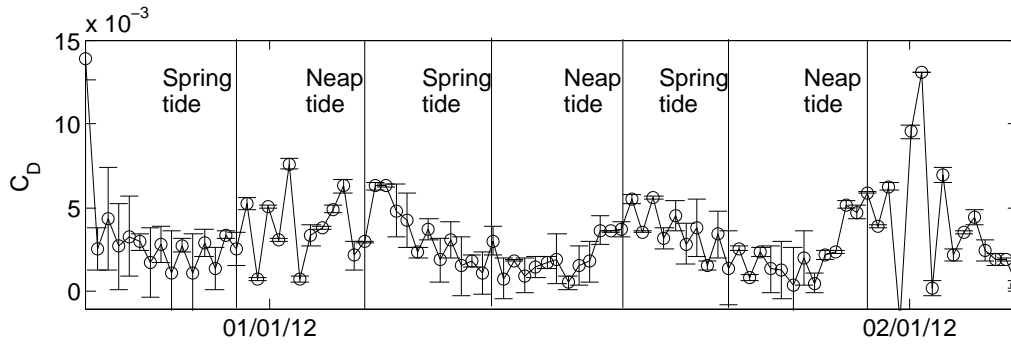 x 10⁻³
15
10
5
0
C_D
Spring tide
Neap tide
Spring tide
Neap tide
Spring tide
Neap tide
01/01/12
02/01/12